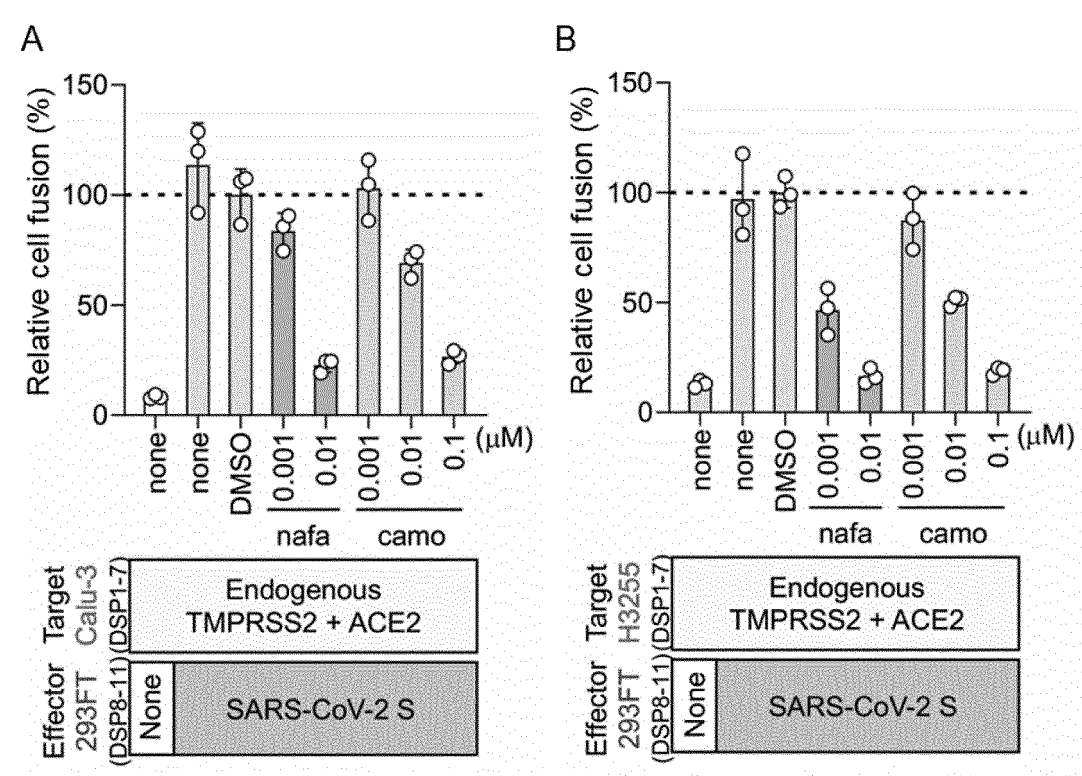 A
Relative cell fusion (%)
150
100
50
0
none
none
DMSO
0.001
0.01
0.001
0.01
0.1
(μM)
nafa
camo
Target
Calu-3
(DSP1-7)
Endogenous
TMPRSS2 + ACE2
Effector
293FT
(DSP8-11)
None
SARS-CoV-2 S
B
Relative cell fusion (%)
150
100
50
0
none
none
DMSO
0.001
0.01
0.001
0.01
0.1
(μM)
nafa
camo
Target
H3255
(DSP1-7)
Endogenous
TMPRSS2 + ACE2
Effector
293FT
(DSP8-11)
None
SARS-CoV-2 S